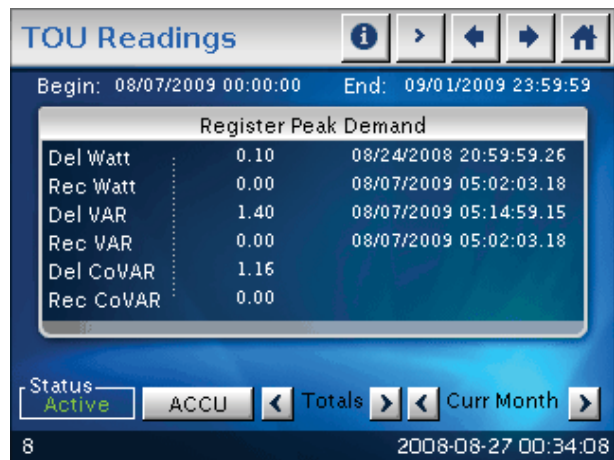 TOU Readings
Begin: 08/07/2009 00:00:00 End: 09/01/2009 23:59:59
Register Peak Demand
Del Watt 0.10 08/24/2008 20:59:59.26
Rec Watt 0.00 08/07/2009 05:02:03.18
Del VAR 1.40 08/07/2009 05:14:59.15
Rec VAR 0.00 08/07/2009 05:02:03.18
Del CoVAR 1.16
Rec CoVAR 0.00
Status
Active ACCU < Totals > < Curr Month >
8 2008-08-27 00:34:08